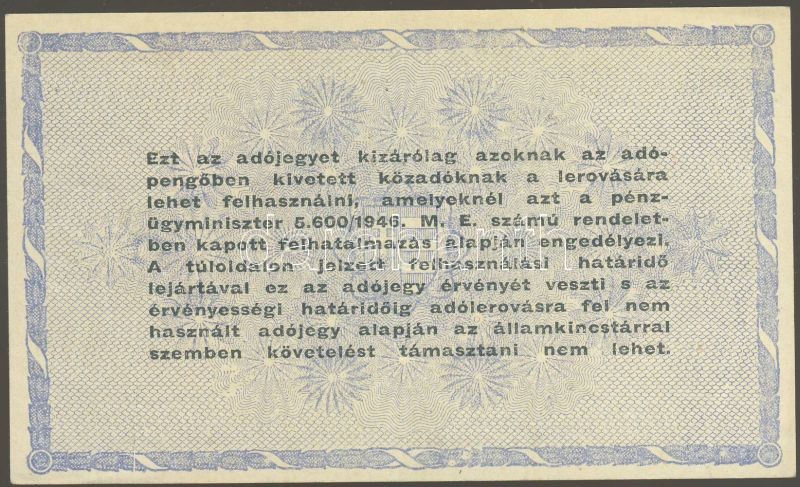 Ezt az adójegyet kizárólag azoknak az adó-
pengőben kivetett közadóknak a lerovására
lehet felhasználni, amelyeknél azt a pénz-
ügyminiszter 5.600/1946. M. E. számú rendelet-
ben kapott felhatalmazás alapján engedélyezi.
A túloldalon jelzett felhasználási határidő
lejártával ez az adójegy érvényét veszti s az
érvényességi határidőig adólerovásra fel nem
használt adójegy alapján az államkincstárral
szemben követelést támasztani nem lehet.